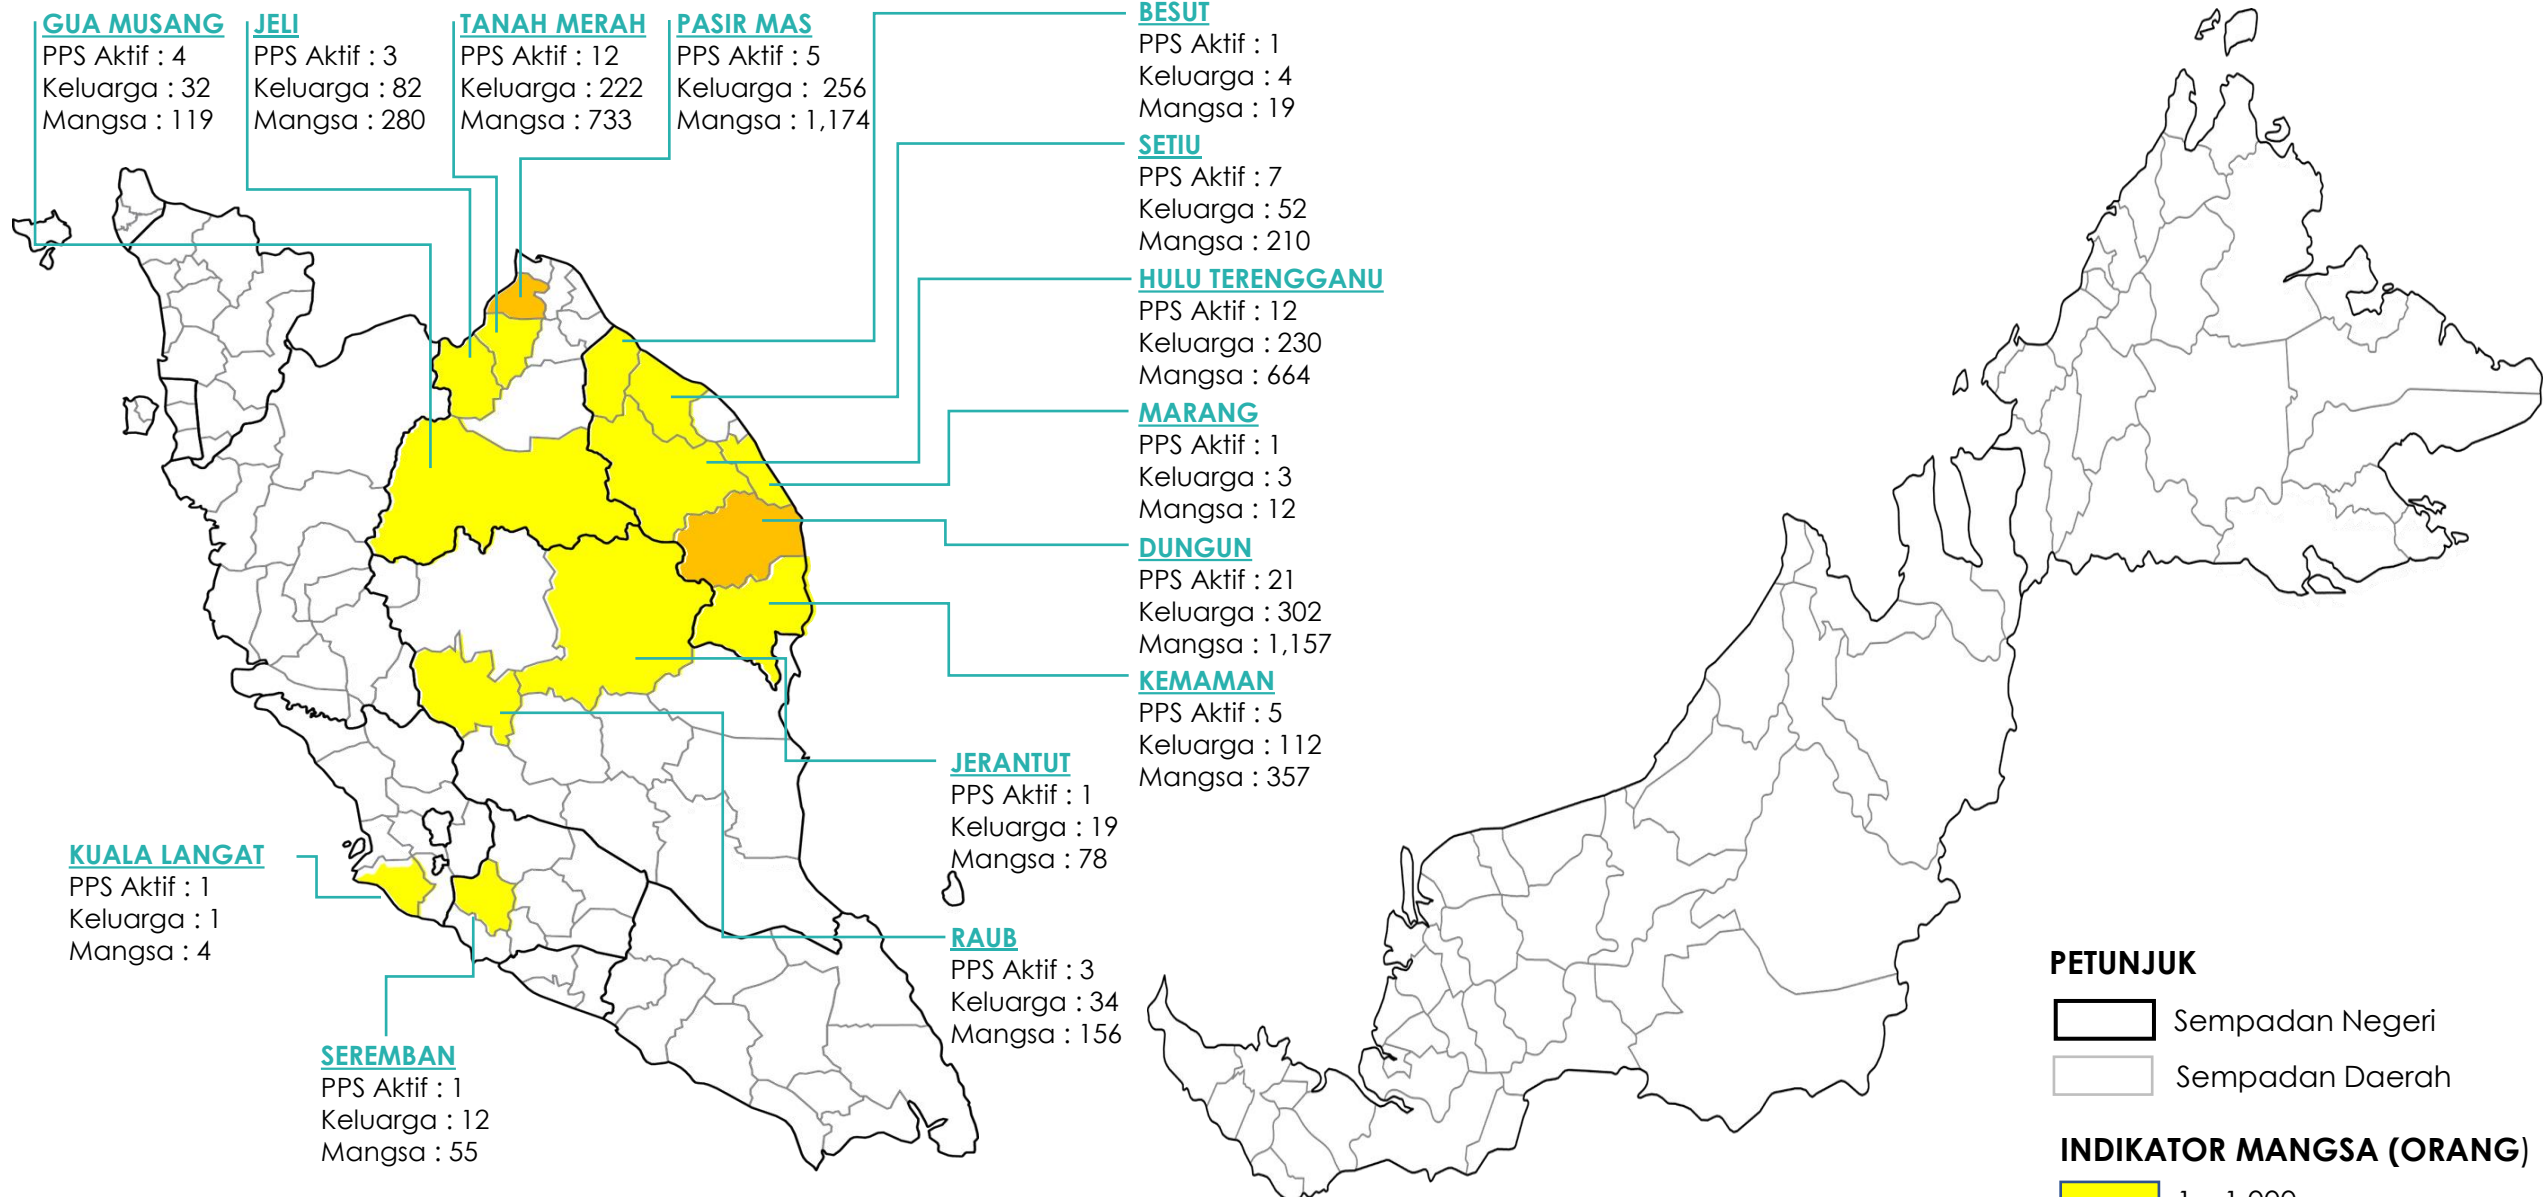 GUA MUSANG
PPS Aktif : 4
Keluarga : 32
Mangsa : 119
JELI
PPS Aktif : 3
Keluarga : 82
Mangsa : 280
TANAH MERAH
PPS Aktif : 12
Keluarga : 222
Mangsa : 733
PASIR MAS
PPS Aktif : 5
Keluarga : 256
Mangsa : 1,174
BESUT
PPS Aktif : 1
Keluarga : 4
Mangsa : 19
SETIU
PPS Aktif : 7
Keluarga : 52
Mangsa : 210
HULU TERENGGANU
PPS Aktif : 12
Keluarga : 230
Mangsa : 664
MARANG
PPS Aktif : 1
Keluarga : 3
Mangsa : 12
DUNGUN
PPS Aktif : 21
Keluarga : 302
Mangsa : 1,157
KEMAMAN
PPS Aktif : 5
Keluarga : 112
Mangsa : 357
JERANTUT
PPS Aktif : 1
Keluarga : 19
Mangsa : 78
RAUB
PPS Aktif : 3
Keluarga : 34
Mangsa : 156
KUALA LANGAT
PPS Aktif : 1
Keluarga : 1
Mangsa : 4
SEREMBAN
PPS Aktif : 1
Keluarga : 12
Mangsa : 55
PETUNJUK
Sempadan Negeri
Sempadan Daerah
INDIKATOR MANGSA (ORANG)
1 - 1,000